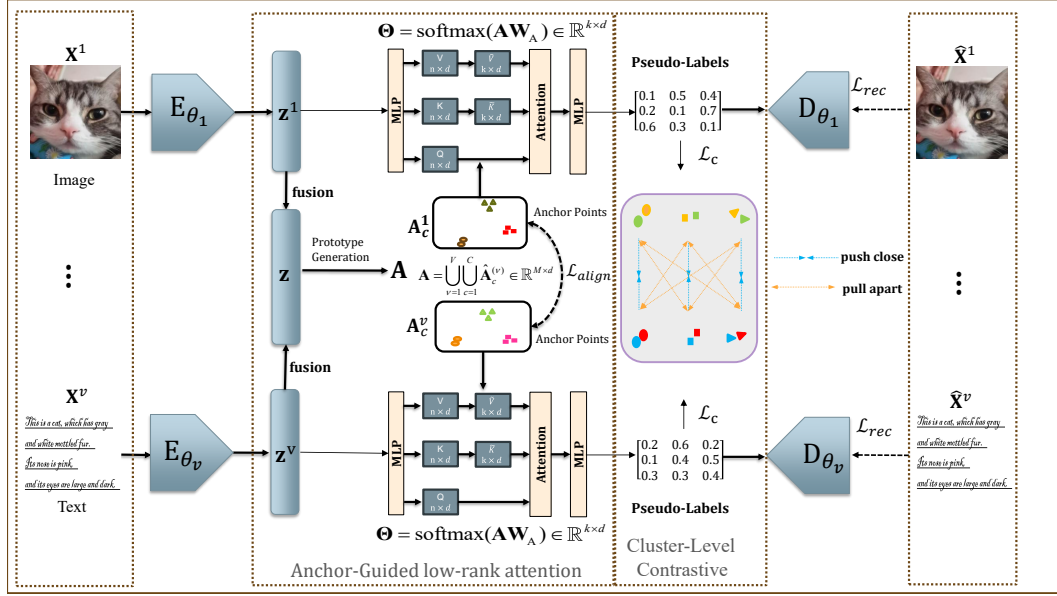 X¹
Image
E_θ₁
z¹
fusion
z
fusion
z^v
X^v
This is a cat, which has gray
and white mottled fur.
Its nose is pink
and its eyes are large and dark.
Text
E_θᵥ
Θ = softmax(AW_A) ∈ ℝ^{k×d}
MLP
V n × d
Ṽ k × d
K n × d
K̃ k × d
Q n × d
Attention
MLP
Prototype
Generation
A
A_c^1
Anchor Points
A = ⋃_{v=1}^{V} ⋃_{c=1}^{C} Â_c^{(v)} ∈ ℝ^{M×d}
ℒ_align
A_c^v
Anchor Points
MLP
V n × d
Ṽ k × d
K n × d
K̃ k × d
Q n × d
Attention
MLP
Θ = softmax(AW_A) ∈ ℝ^{k×d}
Anchor-Guided low-rank attention
Pseudo-Labels
0.1 0.5 0.4
0.2 0.1 0.7
0.6 0.3 0.1
ℒ_c
ℒ_c
0.2 0.6 0.2
0.1 0.4 0.5
0.3 0.3 0.4
Pseudo-Labels
Cluster-Level
Contrastive
D_θ₁
ℒ_rec
push close
pull apart
D_θᵥ
ℒ_rec
X̂¹
X̂^v
This is a cat, which has gray
and white mottled fur.
Its nose is pink
and its eyes are large and dark.